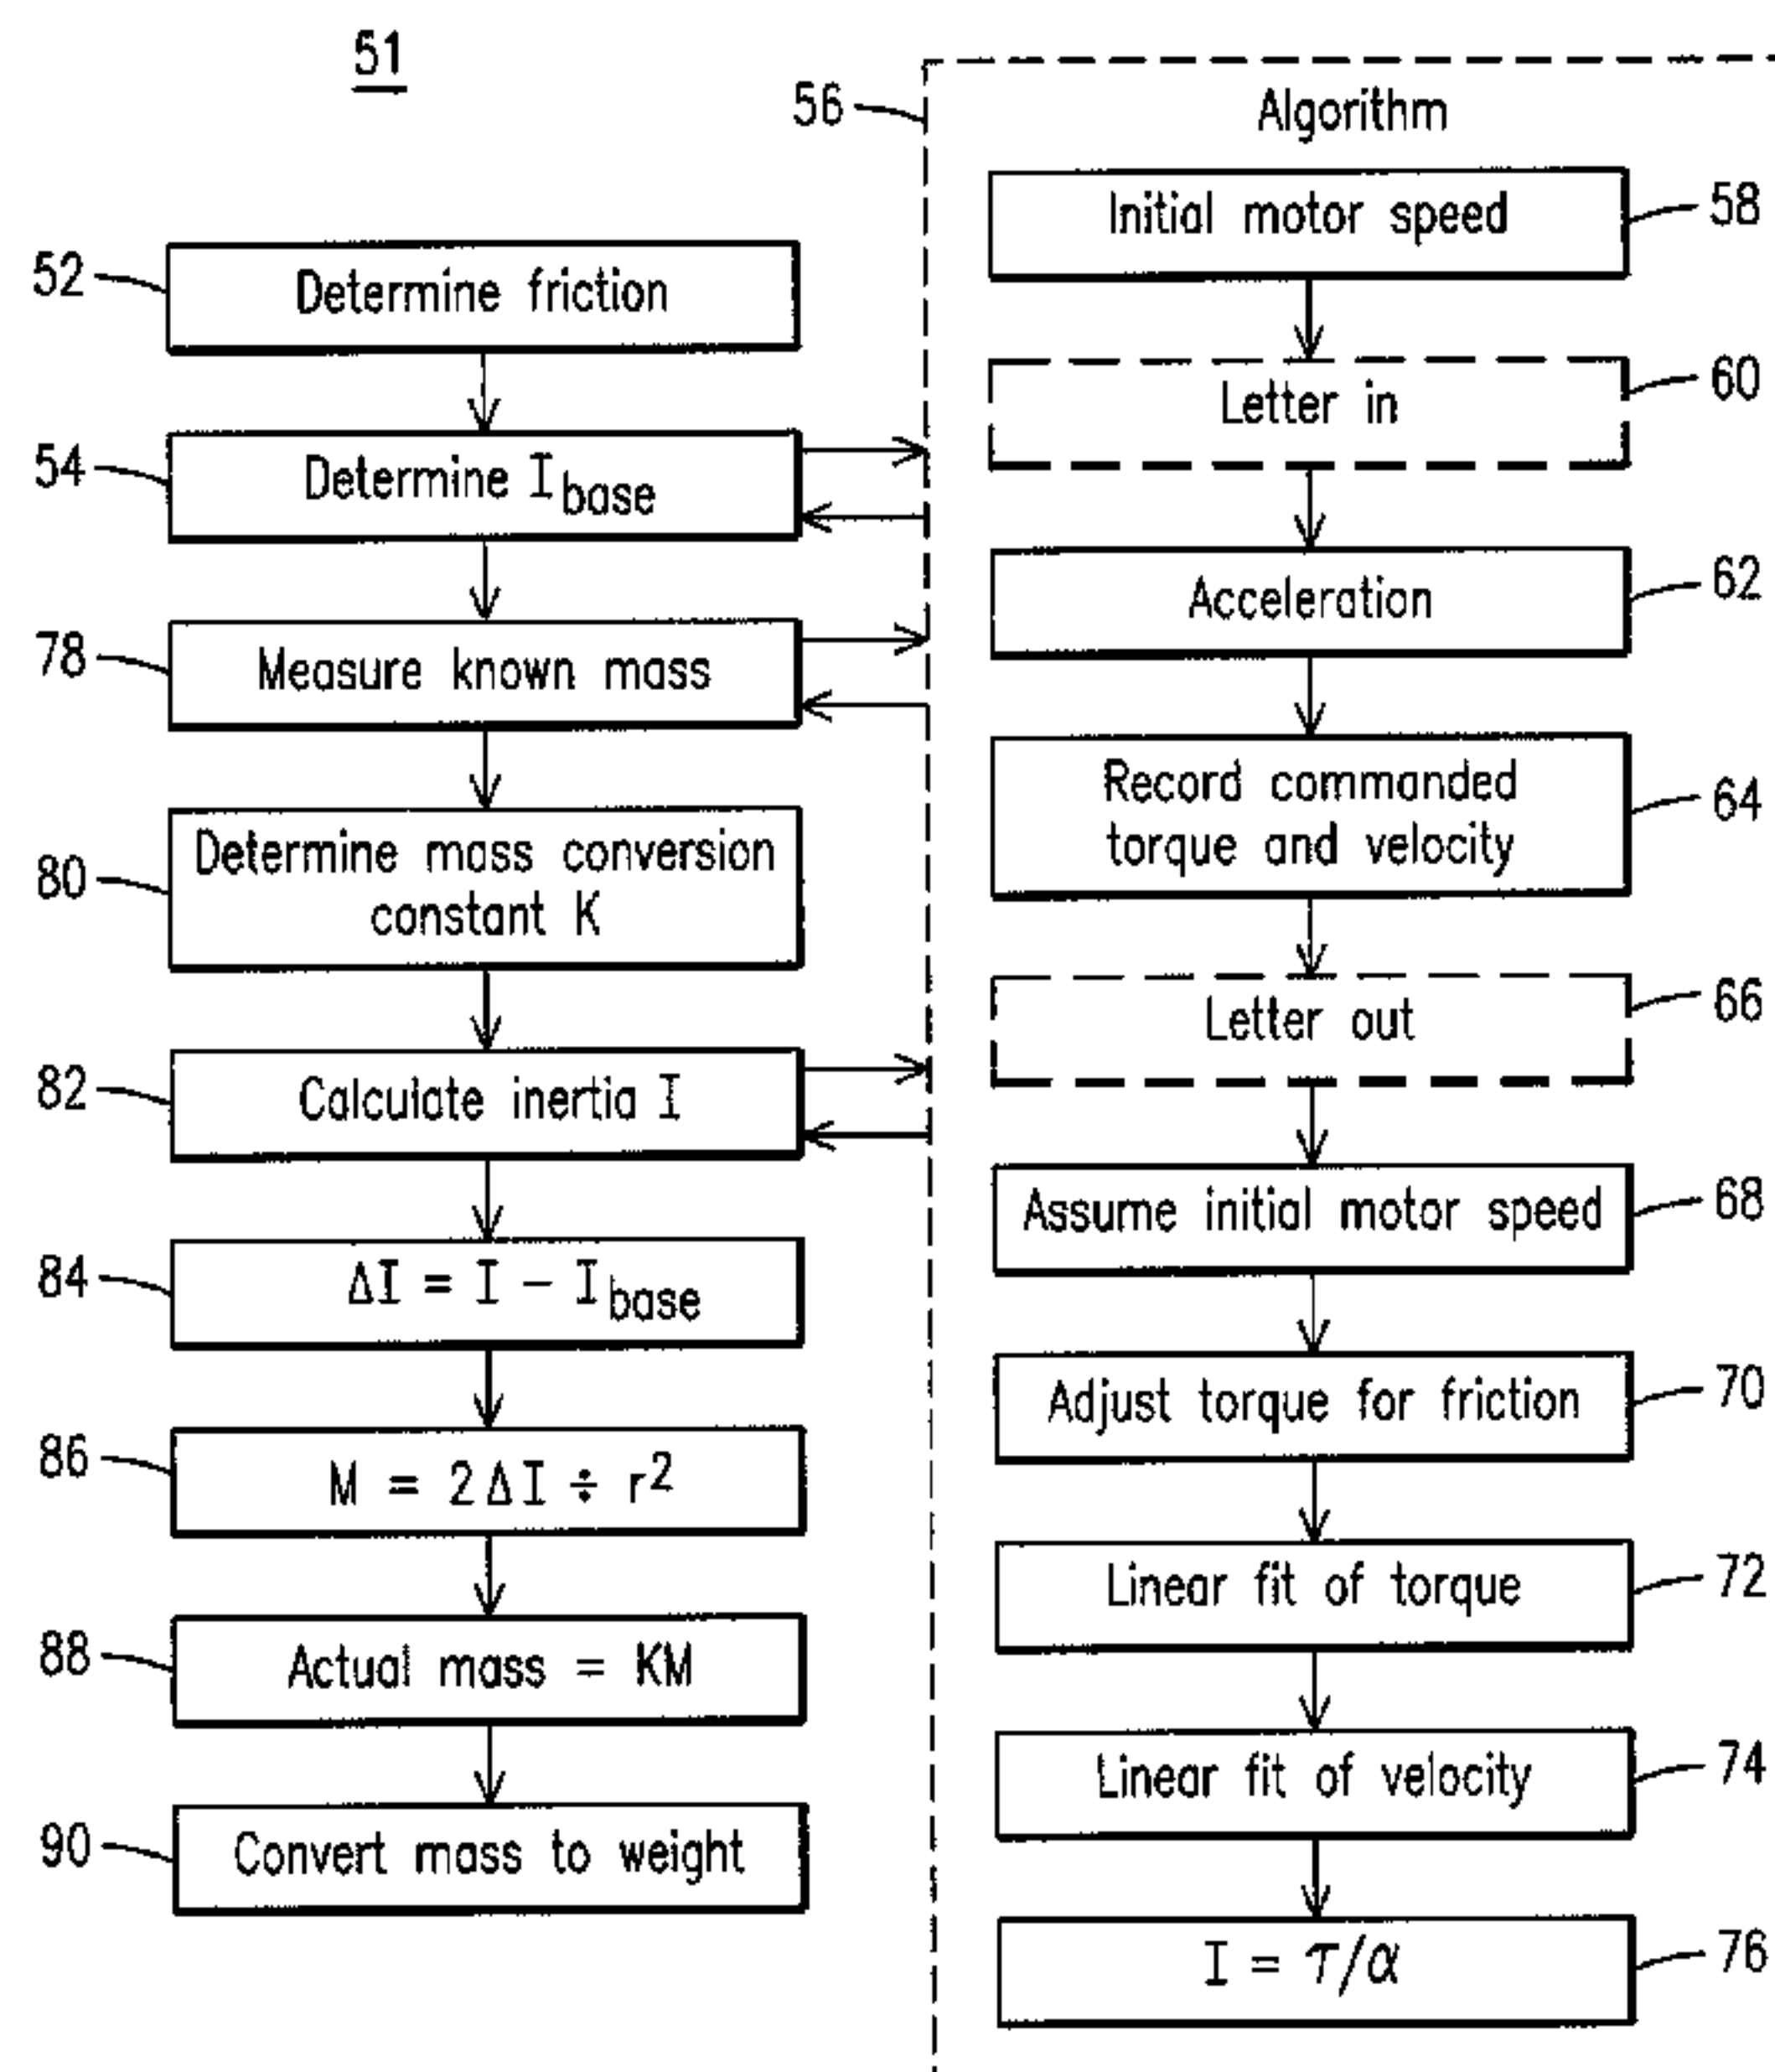 51
52
Determine friction
54
Determine I base
78
Measure known mass
80
Determine mass conversion
constant K
82
Calculate inertia I
84
ΔI = I − I base
86
M = 2ΔI ÷ r²
88
Actual mass = KM
90
Convert mass to weight
56
Algorithm
Initial motor speed
58
Letter in
60
Acceleration
62
Record commanded
torque and velocity
64
Letter out
66
Assume initial motor speed
68
Adjust torque for friction
70
Linear fit of torque
72
Linear fit of velocity
74
I = τ/α
76